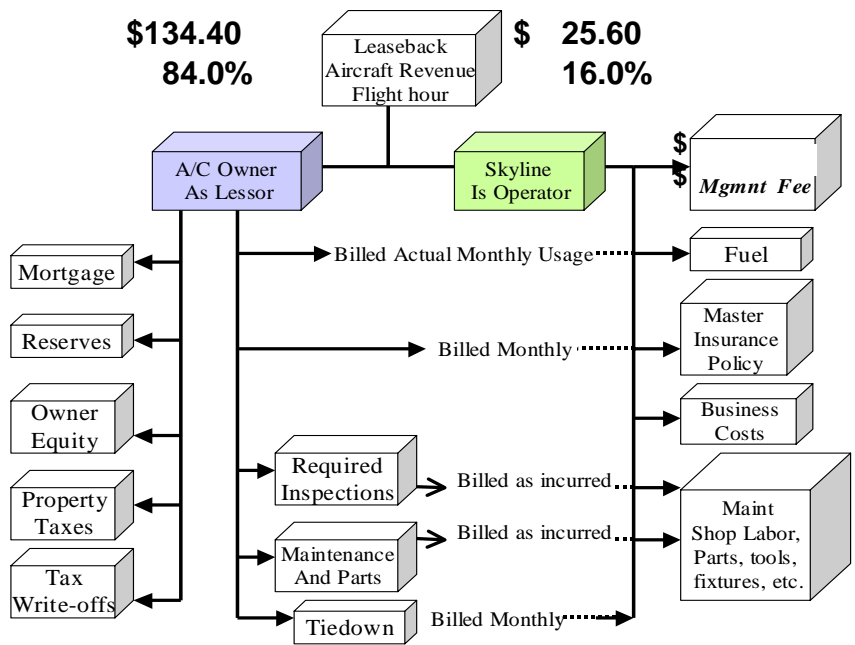 $134.40
84.0%
Leaseback
Aircraft Revenue
Flight hour
$ 25.60
16.0%
A/C Owner
As Lessor
Skyline
Is Operator
$
$
Mgmnt Fee
Mortgage
Billed Actual Monthly Usage
Fuel
Reserves
Billed Monthly
Master
Insurance
Policy
Owner
Equity
Business
Costs
Required
Inspections
Billed as incurred
Property
Taxes
Maintenance
And Parts
Billed as incurred
Maint
Shop Labor,
Parts, tools,
fixtures, etc.
Tax
Write-offs
Tiedown
Billed Monthly